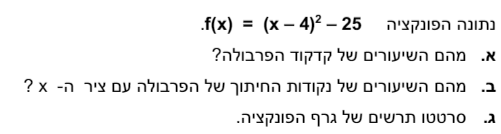 נתונה הפונקציה f(x) = (x – 4)² – 25.
א. מהם השיעורים של קדקוד הפרבולה?
ב. מהם השיעורים של נקודות החיתוך של הפרבולה עם ציר ה- x ?
ג. סרטטו תרשים של גרף הפונקציה.